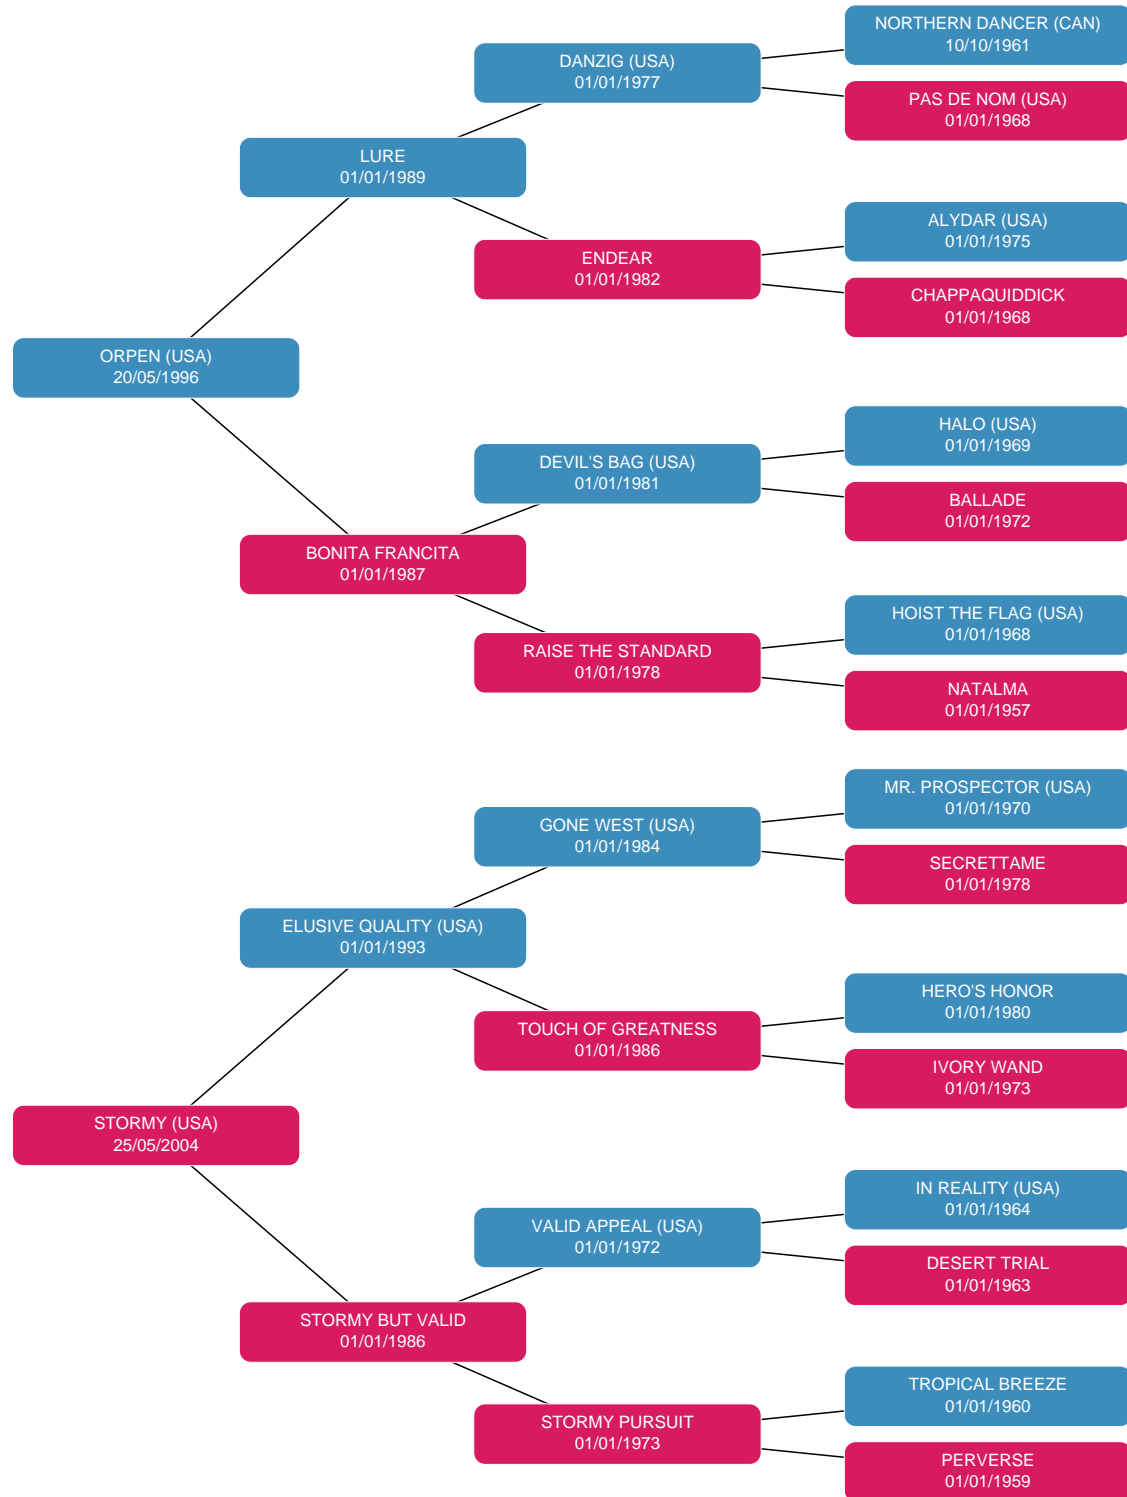 NORTHERN DANCER (CAN)
10/10/1961
DANZIG (USA)
01/01/1977
PAS DE NOM (USA)
01/01/1968
LURE
01/01/1989
ALYDAR (USA)
01/01/1975
ENDEAR
01/01/1982
CHAPPAQUIDDICK
01/01/1968
ORPEN (USA)
20/05/1996
HALO (USA)
01/01/1969
DEVIL'S BAG (USA)
01/01/1981
BALLADE
01/01/1972
BONITA FRANCITA
01/01/1987
HOIST THE FLAG (USA)
01/01/1968
RAISE THE STANDARD
01/01/1978
NATALMA
01/01/1957
MR. PROSPECTOR (USA)
01/01/1970
GONE WEST (USA)
01/01/1984
SECRETTAME
01/01/1978
ELUSIVE QUALITY (USA)
01/01/1993
HERO'S HONOR
01/01/1980
TOUCH OF GREATNESS
01/01/1986
IVORY WAND
01/01/1973
STORMY (USA)
25/05/2004
IN REALITY (USA)
01/01/1964
VALID APPEAL (USA)
01/01/1972
DESERT TRIAL
01/01/1963
STORMY BUT VALID
01/01/1986
TROPICAL BREEZE
01/01/1960
STORMY PURSUIT
01/01/1973
PERVERSE
01/01/1959